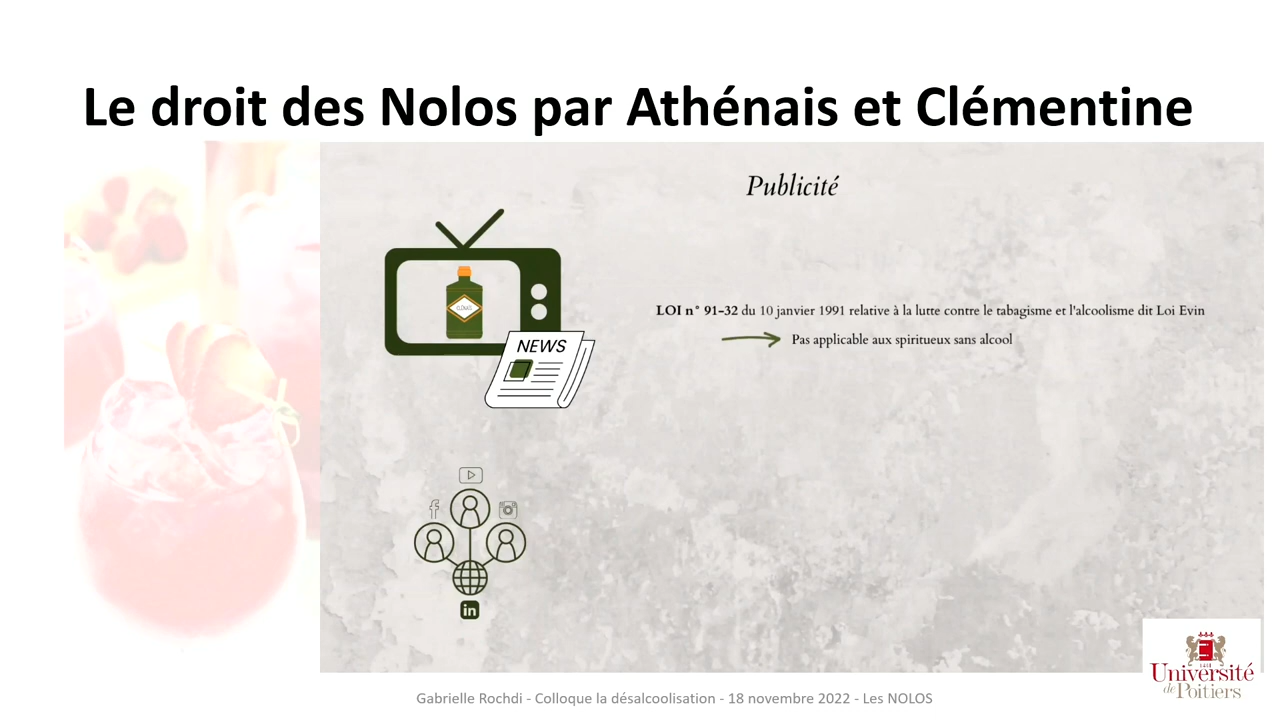 Le droit des Nolos par Athénais et Clémentine
Publicité
LOI n° 91-32 du 10 janvier 1991 relative à la lutte contre le tabagisme et l'alcoolisme dit Loi Evin
Pas applicable aux spiritueux sans alcool
NEWS
f
in
Université
de Poitiers
Gabrielle Rochdi - Colloque la désalcoolisation - 18 novembre 2022 - Les NOLOS